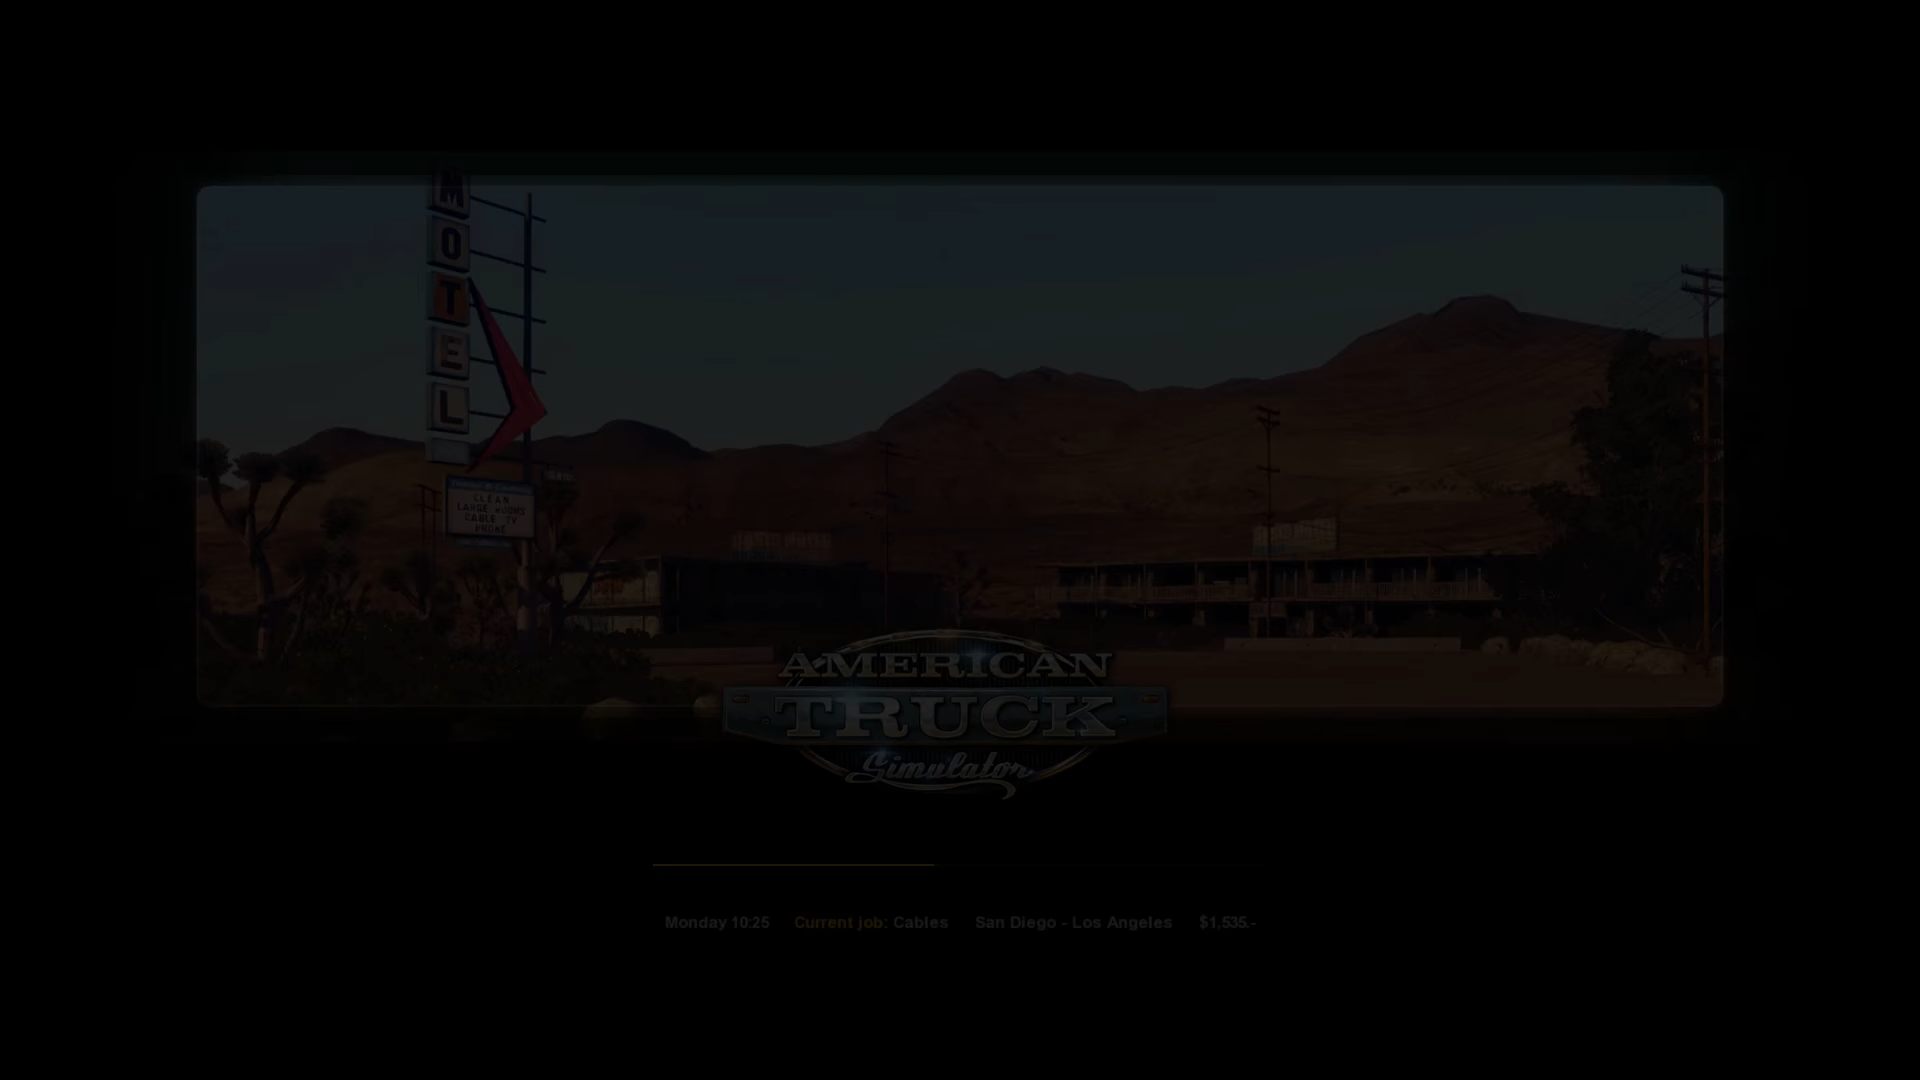 MOTEL
CLEAN
LARGE ROOMS
CABLE TV
PHONE
AMERICAN
TRUCK
Simulator
Monday 10:25 Current job: Cables San Diego - Los Angeles $1,535.-